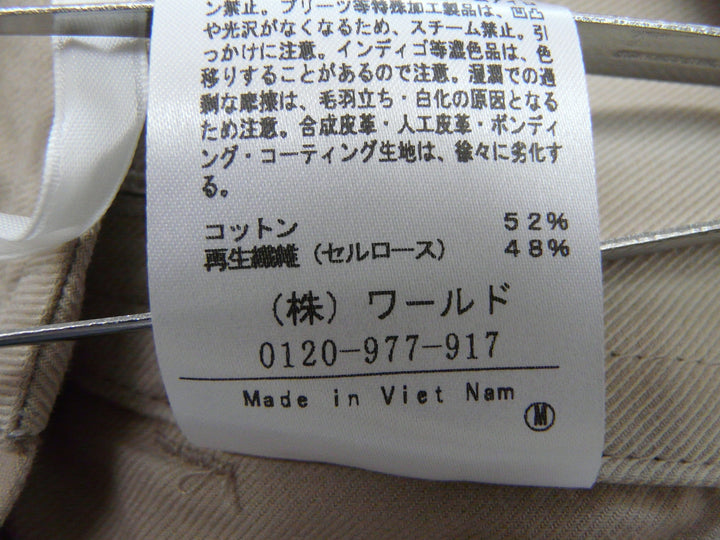 ン禁止。プリーツ等特殊加工製品は、凹凸
や光沢がなくなるため、スチーム禁止。引
っかけに注意。インディゴ等濃色品は、色
移りすることがあるので注意。湿潤での過
剰な摩擦は、毛羽立ち・白化の原因となる
ため注意。合成皮革・人工皮革・ボンディ
ング・コーティング生地は、徐々に劣化す
る。
コットン 52%
再生繊維（セルロース） 48%
（株）ワールド
0120-977-917
Made in Viet Nam
M